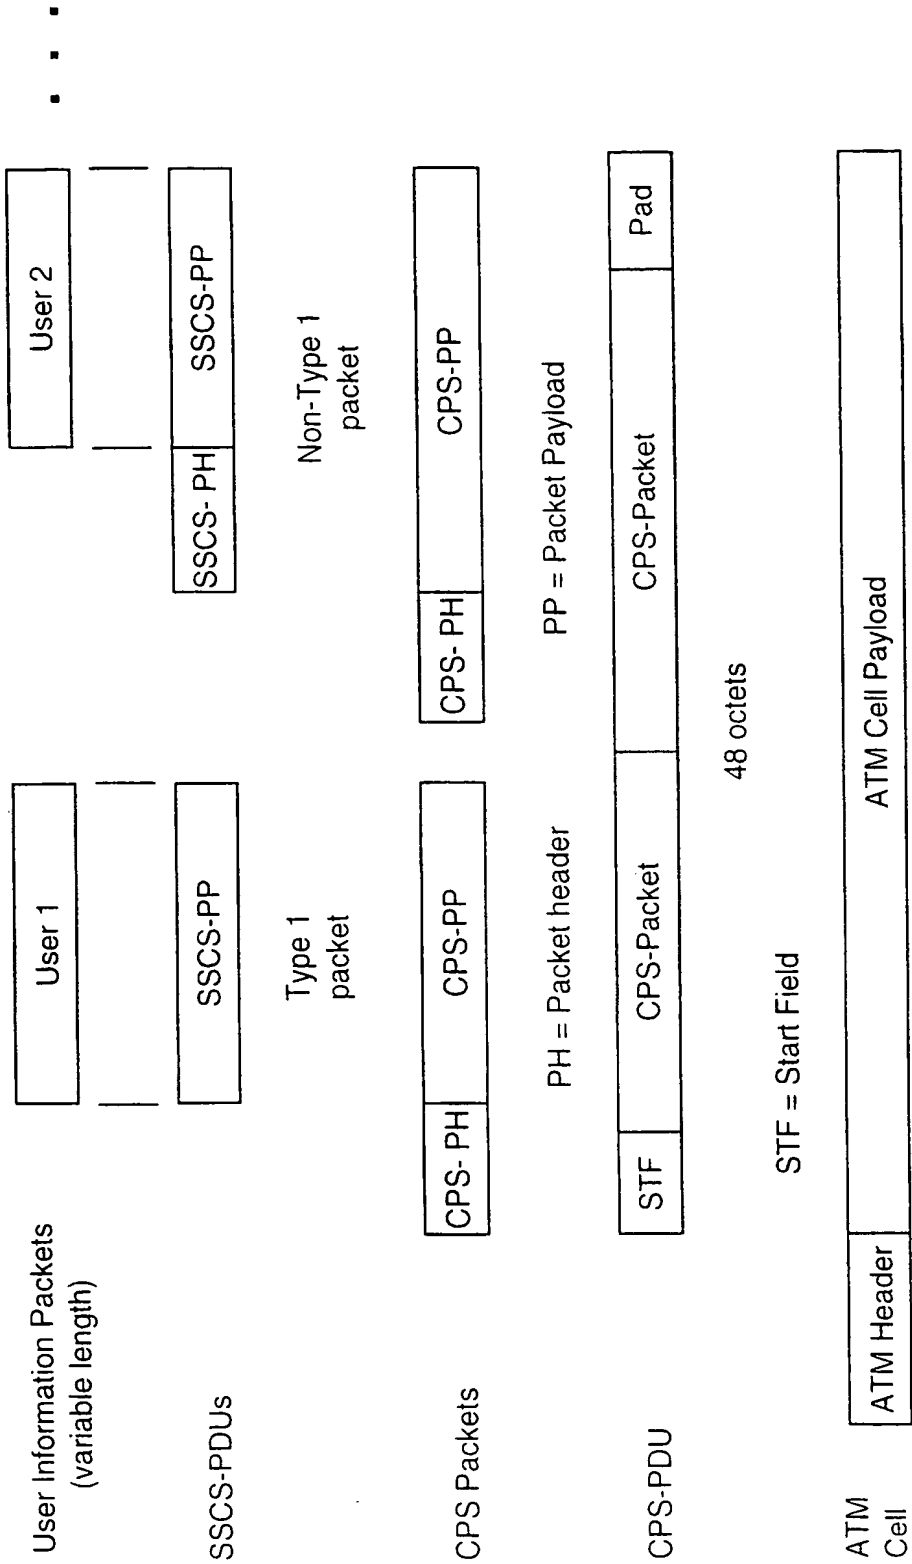 User Information Packets
(variable length)
User 1
User 2
SSCS-PDUs
SSCS-PP
SSCS- PH
SSCS-PP
Type 1
packet
Non-Type 1
packet
CPS Packets
CPS- PH
CPS-PP
CPS- PH
CPS-PP
PH = Packet header
PP = Packet Payload
CPS-PDU
STF
CPS-Packet
CPS-Packet
Pad
48 octets
STF = Start Field
ATM
Cell
ATM Header
ATM Cell Payload